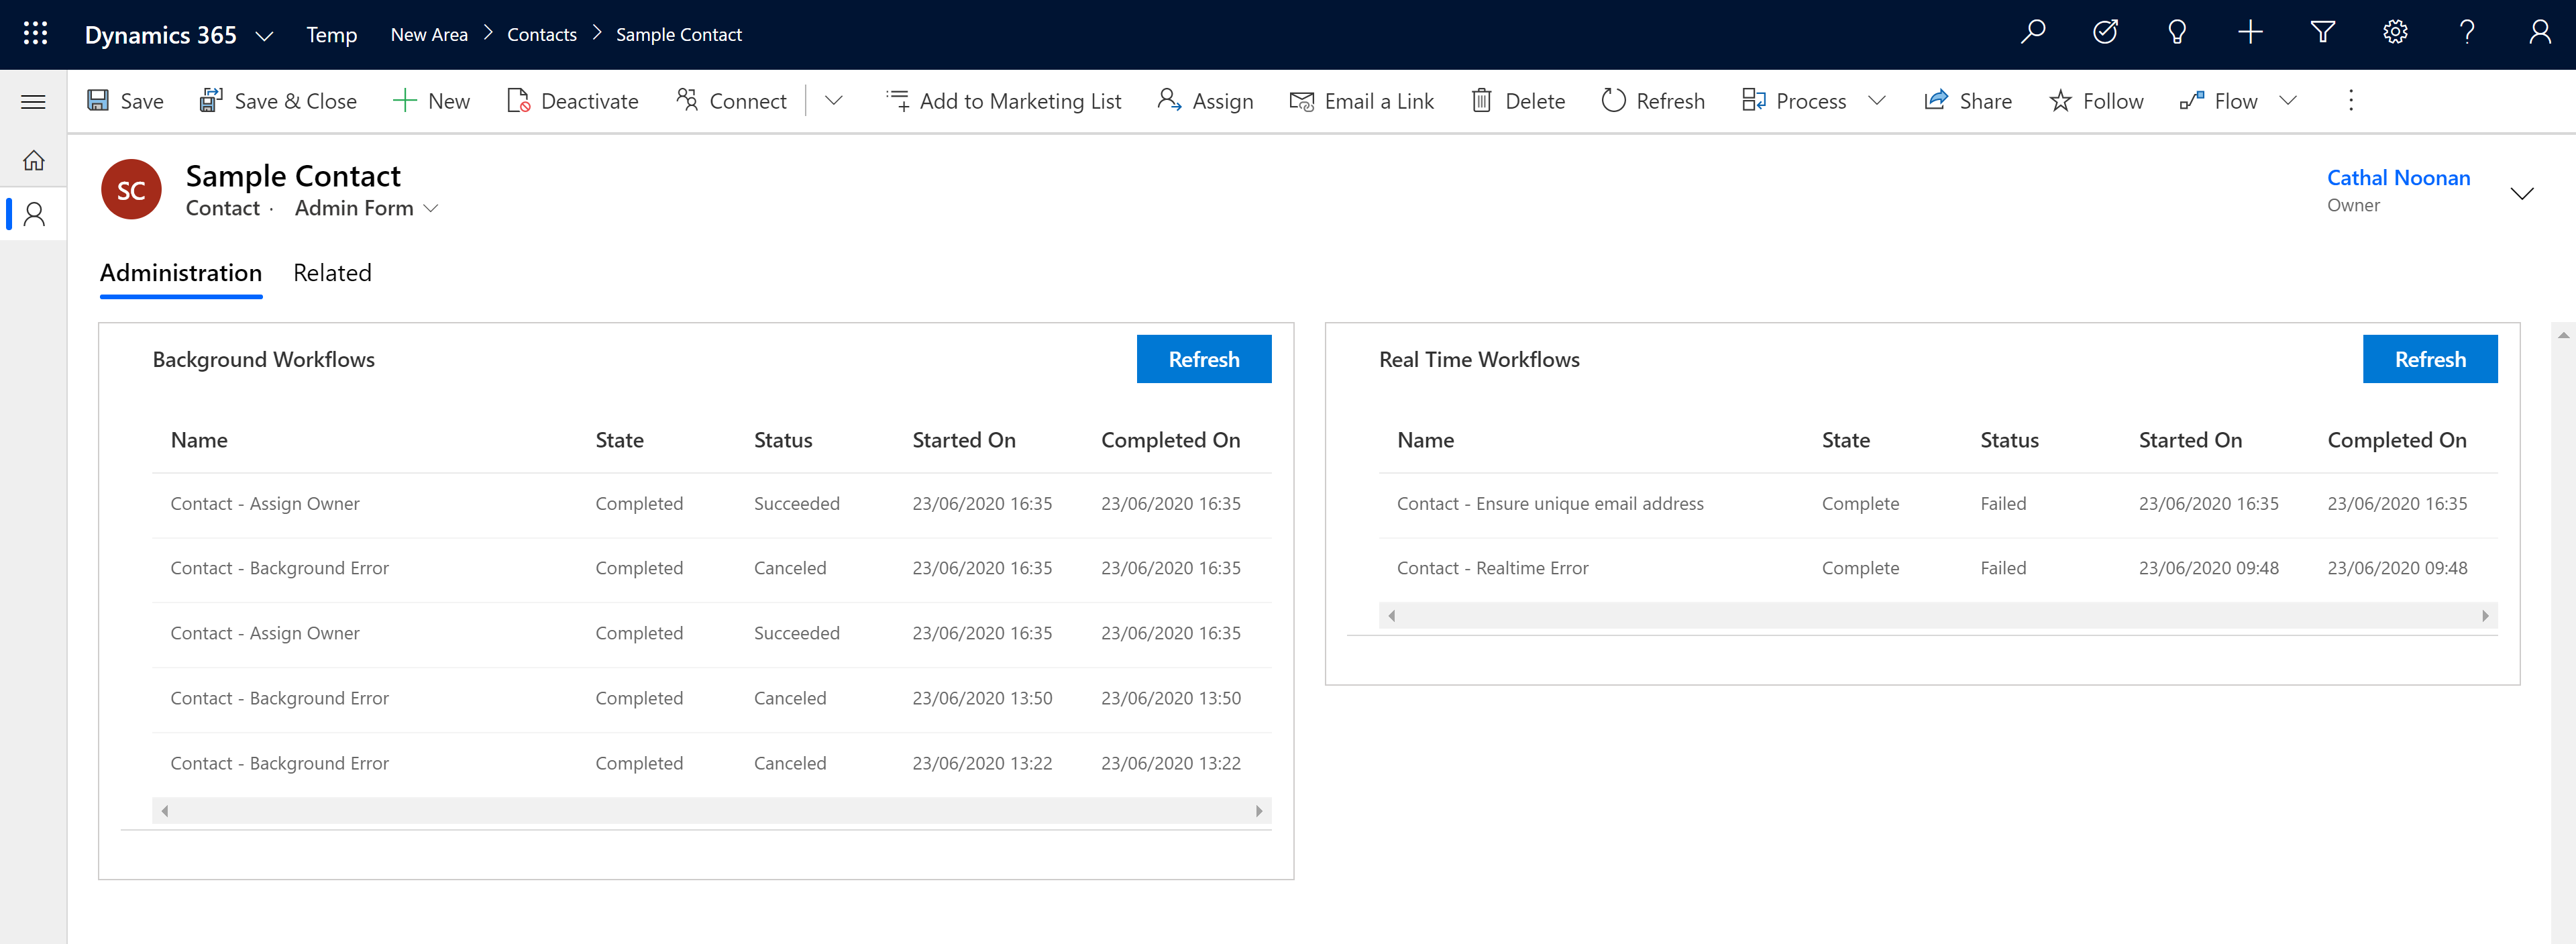 Dynamics 365 Temp New Area Contacts Sample Contact
Save Save & Close New Deactivate Connect Add to Marketing List Assign Email a Link Delete Refresh Process Share Follow Flow
SC
Sample Contact
Contact · Admin Form
Cathal Noonan
Owner
Administration Related
Background Workflows Refresh
Name State Status Started On Completed On
Contact - Assign Owner Completed Succeeded 23/06/2020 16:35 23/06/2020 16:35
Contact - Background Error Completed Canceled 23/06/2020 16:35 23/06/2020 16:35
Contact - Assign Owner Completed Succeeded 23/06/2020 16:35 23/06/2020 16:35
Contact - Background Error Completed Canceled 23/06/2020 13:50 23/06/2020 13:50
Contact - Background Error Completed Canceled 23/06/2020 13:22 23/06/2020 13:22
Real Time Workflows Refresh
Name State Status Started On Completed On
Contact - Ensure unique email address Complete Failed 23/06/2020 16:35 23/06/2020 16:35
Contact - Realtime Error Complete Failed 23/06/2020 09:48 23/06/2020 09:48